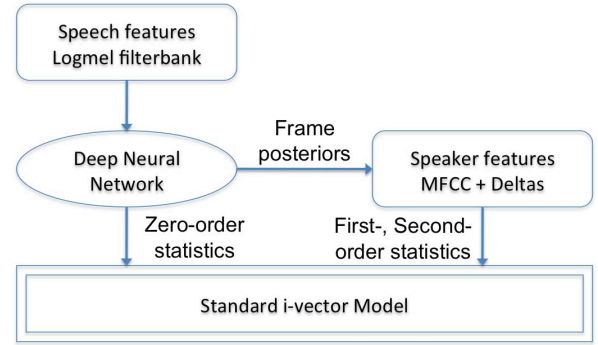 Speech features
Logmel filterbank
Frame
posteriors
Deep Neural
Network
Speaker features
MFCC + Deltas
Zero-order
statistics
First-, Second-
order statistics
Standard i-vector Model